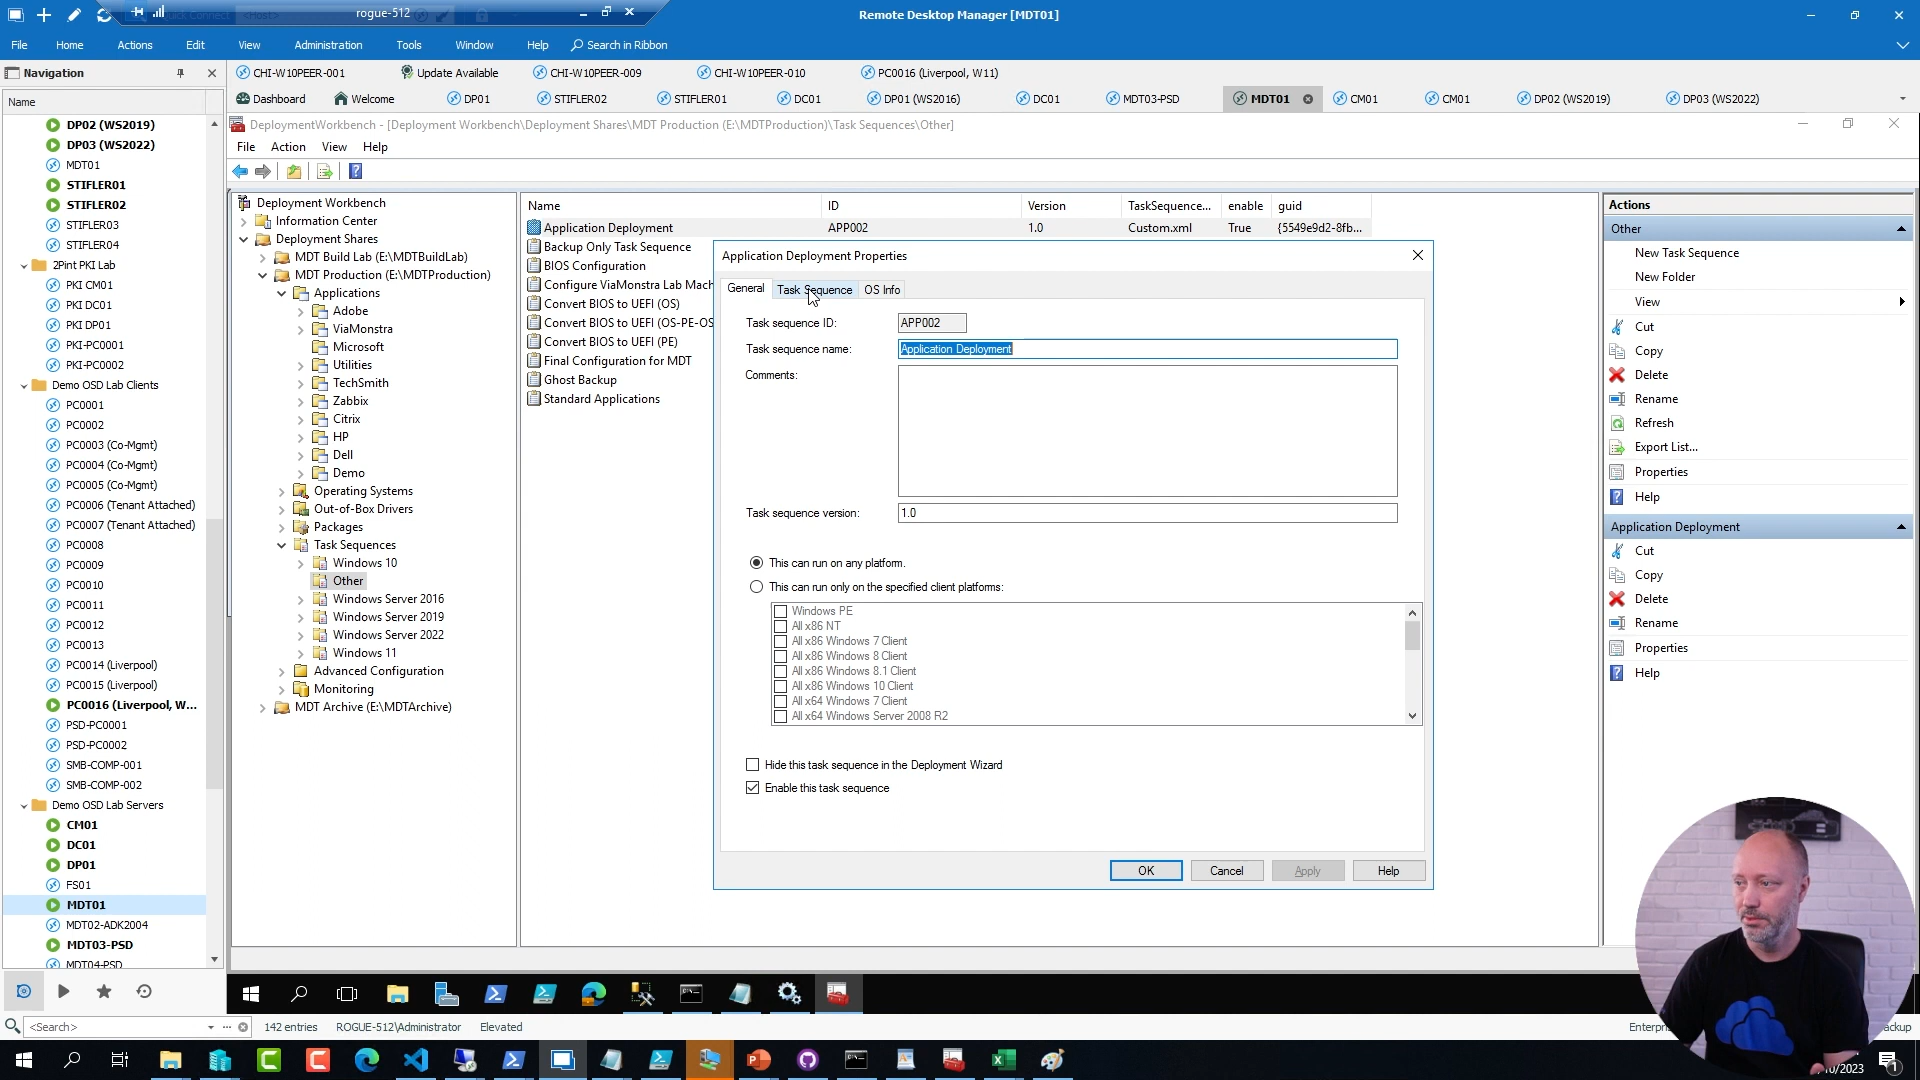 rogue-512
Remote Desktop Manager [MDT01]
File
Home
Actions
Edit
View
Administration
Tools
Window
Help
Search in Ribbon
Navigation
CHI-W10PEER-001
Update Available
CHI-W10PEER-009
CHI-W10PEER-010
PC0016 (Liverpool, W11)
Name
Dashboard
Welcome
DP01
STIFLER02
STIFLER01
DC01
DP01 (WS2016)
DC01
MDT03-PSD
MDT01
CM01
CM01
DP02 (WS2019)
DP03 (WS2022)
DP02 (WS2019)
DP03 (WS2022)
MDT01
STIFLER01
STIFLER02
STIFLER03
STIFLER04
2Pint PKI Lab
PKI CM01
PKI DC01
PKI DP01
PKI-PC0001
PKI-PC0002
Demo OSD Lab Clients
PC0001
PC0002
PC0003 (Co-Mgmt)
PC0004 (Co-Mgmt)
PC0005 (Co-Mgmt)
PC0006 (Tenant Attached)
PC0007 (Tenant Attached)
PC0008
PC0009
PC0010
PC0011
PC0012
PC0013
PC0014 (Liverpool)
PC0015 (Liverpool)
PC0016 (Liverpool, W...
PSD-PC0001
PSD-PC0002
SMB-COMP-001
SMB-COMP-002
Demo OSD Lab Servers
CM01
DC01
DP01
FS01
MDT01
MDT02-ADK2004
MDT03-PSD
MDT04-PSD
DeploymentWorkbench - [Deployment Workbench\Deployment Shares\MDT Production (E:\MDTProduction)\Task Sequences\Other]
File
Action
View
Help
Deployment Workbench
Information Center
Deployment Shares
MDT Build Lab (E:\MDTBuildLab)
MDT Production (E:\MDTProduction)
Applications
Adobe
ViaMonstra
Microsoft
Utilities
TechSmith
Zabbix
Citrix
HP
Dell
Demo
Operating Systems
Out-of-Box Drivers
Packages
Task Sequences
Windows 10
Other
Windows Server 2016
Windows Server 2019
Windows Server 2022
Windows 11
Advanced Configuration
Monitoring
MDT Archive (E:\MDTArchive)
Name
ID
Version
TaskSequence...
enable
guid
Application Deployment
APP002
1.0
Custom.xml
True
{5549e9d2-8fb...
Backup Only Task Sequence
BIOS Configuration
Configure ViaMonstra Lab Mach
Convert BIOS to UEFI (OS)
Convert BIOS to UEFI (OS-PE-OS
Convert BIOS to UEFI (PE)
Final Configuration for MDT
Ghost Backup
Standard Applications
Application Deployment Properties
General
Task Sequence
OS Info
Task sequence ID:
APP002
Task sequence name:
Application Deployment
Comments:
Task sequence version:
1.0
This can run on any platform.
This can run only on the specified client platforms:
Windows PE
All x86 NT
All x86 Windows 7 Client
All x86 Windows 8 Client
All x86 Windows 8.1 Client
All x86 Windows 10 Client
All x64 Windows 7 Client
All x64 Windows Server 2008 R2
Hide this task sequence in the Deployment Wizard
Enable this task sequence
OK
Cancel
Apply
Help
Actions
Other
New Task Sequence
New Folder
View
Cut
Copy
Delete
Rename
Refresh
Export List...
Properties
Help
Application Deployment
Cut
Copy
Delete
Rename
Properties
Help
<Search>
142 entries
ROGUE-512\Administrator
Elevated
Enterpri
ackup
10/2023
1